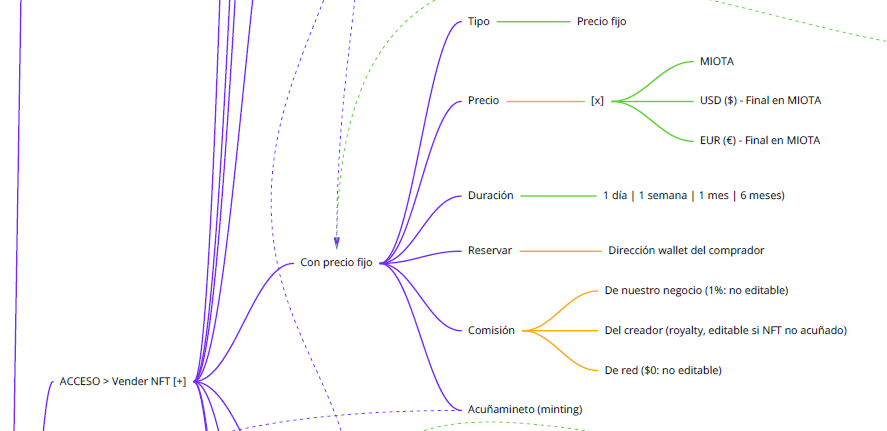 Tipo
Precio fijo
MIOTA
Precio
[x]
USD ($) - Final en MIOTA
EUR (€) - Final en MIOTA
Duración
1 día | 1 semana | 1 mes | 6 meses)
Reservar
Dirección wallet del comprador
Con precio fijo
De nuestro negocio (1%: no editable)
Comisión
Del creador (royalty, editable si NFT no acuñado)
De red ($0: no editable)
ACCESO > Vender NFT [+]
Acuñamineto (minting)